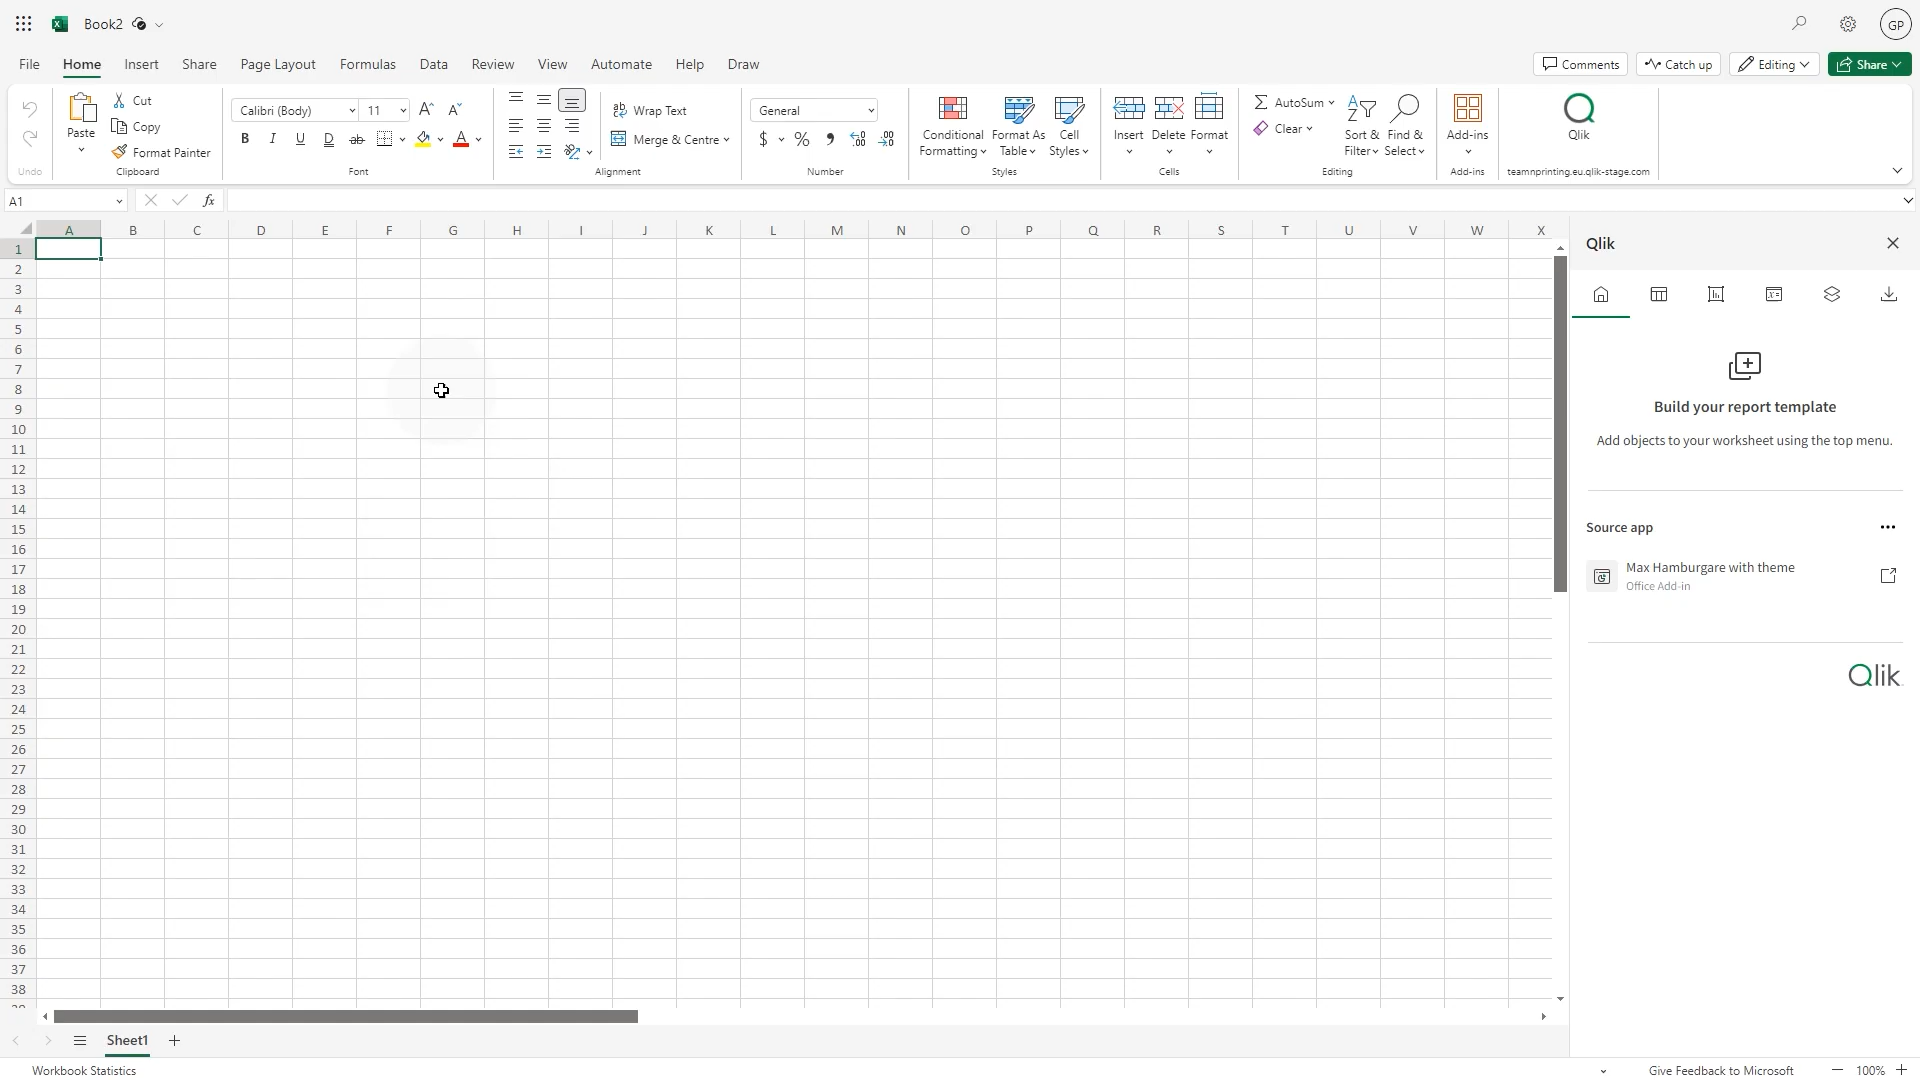 Book2
GP
File Home Insert Share Page Layout Formulas Data Review View Automate Help Draw
Comments Catch up Editing Share
Paste
Cut
Copy
Format Painter
Calibri (Body) 11
B I U D ab
A
Wrap Text
Merge & Centre
General
$ % ,
Conditional Formatting
Format As Table
Cell Styles
Insert
Delete
Format
AutoSum
Clear
Sort & Filter
Find & Select
Add-ins
Qlik
Undo Clipboard Font Alignment Number Styles Cells Editing Add-ins teamnprinting.eu.qlik-stage.com
A1 fx
A B C D E F G H I J K L M N O P Q R S T U V W X
1
2
3
4
5
6
7
8
9
10
11
12
13
14
15
16
17
18
19
20
21
22
23
24
25
26
27
28
29
30
31
32
33
34
35
36
37
38
Qlik
Build your report template
Add objects to your worksheet using the top menu.
Source app
Max Hamburgare with theme
Office Add-in
Qlik
Sheet1
Workbook Statistics
Give Feedback to Microsoft
100%